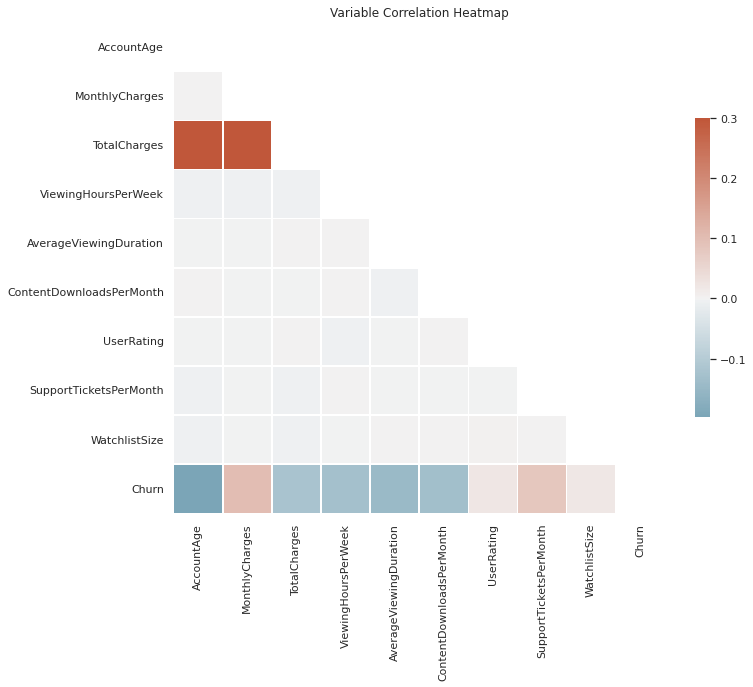 Variable Correlation Heatmap
AccountAge
MonthlyCharges
TotalCharges
ViewingHoursPerWeek
AverageViewingDuration
ContentDownloadsPerMonth
UserRating
SupportTicketsPerMonth
WatchlistSize
Churn
AccountAge
MonthlyCharges
TotalCharges
ViewingHoursPerWeek
AverageViewingDuration
ContentDownloadsPerMonth
UserRating
SupportTicketsPerMonth
WatchlistSize
Churn
0.3
0.2
0.1
0.0
−0.1